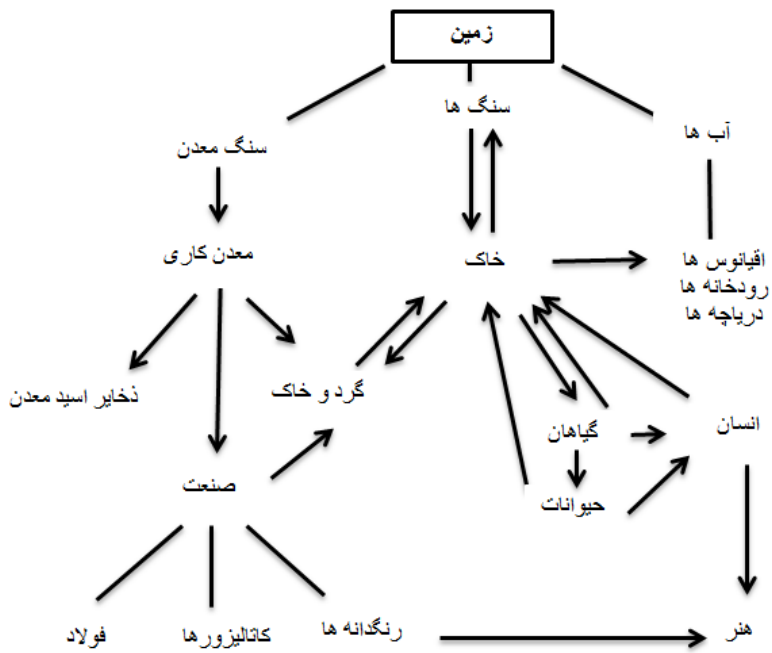 زمین
سنگ ها
آب ها
سنگ معدن
معدن کاری
خاک
اقیانوس ها
رودخانه ها
دریاچه ها
ذخایر اسید معدن
گرد و خاک
گیاهان
انسان
صنعت
حیوانات
فولاد
کاتالیزورها
رنگدانه ها
هنر